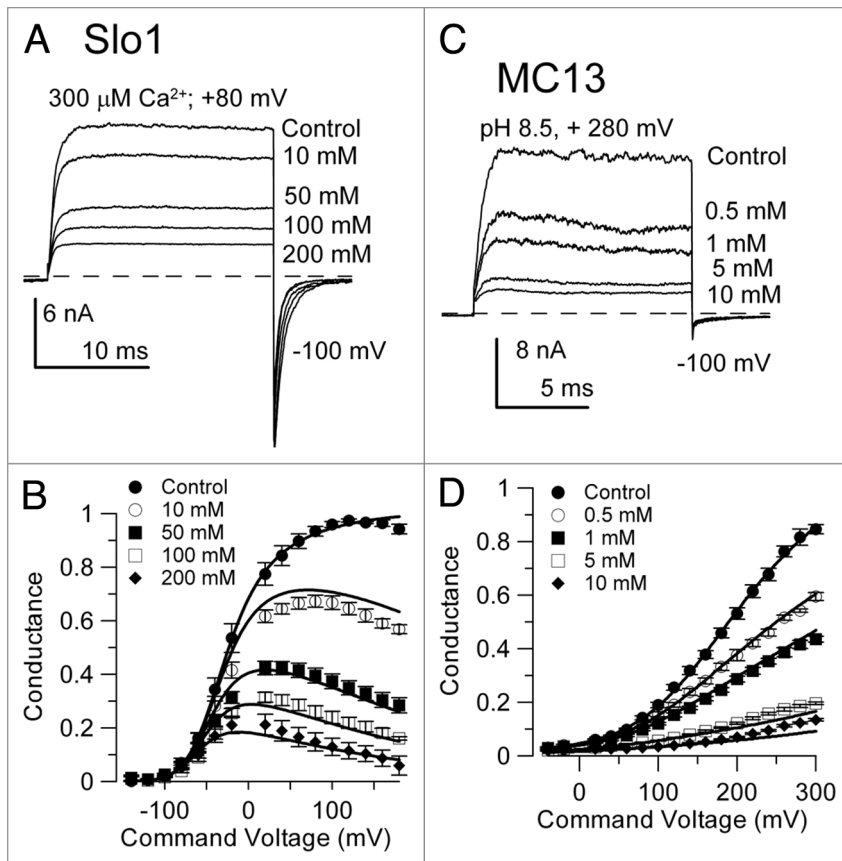 A Slo1
300 μM Ca²⁺; +80 mV
Control
10 mM
50 mM
100 mM
200 mM
6 nA
10 ms
-100 mV
C
MC13
pH 8.5, + 280 mV
Control
0.5 mM
1 mM
5 mM
10 mM
8 nA
5 ms
-100 mV
B
Control
10 mM
50 mM
100 mM
200 mM
1
0.8
0.6
0.4
0.2
0
Conductance
-100 0 100
Command Voltage (mV)
D
Control
0.5 mM
1 mM
5 mM
10 mM
1
0.8
0.6
0.4
0.2
0
Conductance
0 100 200 300
Command Voltage (mV)